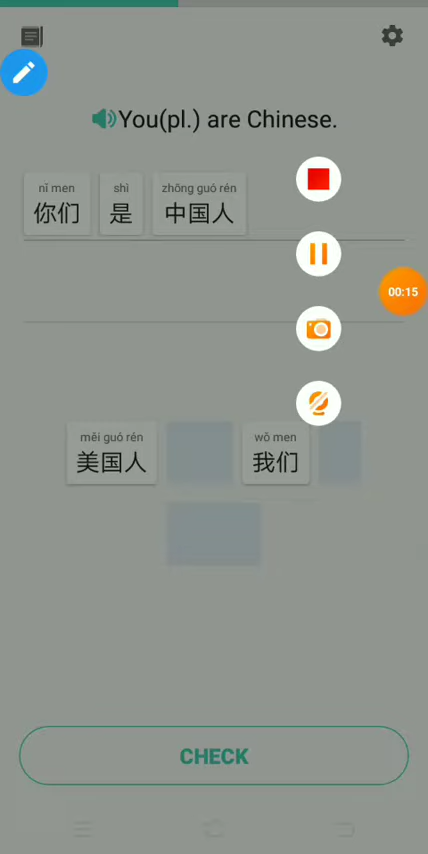 You(pl.) are Chinese.
nǐ men shì zhōng guó rén
你们 是 中国人
00:15
měi guó rén wǒ men
美国人 我们
CHECK